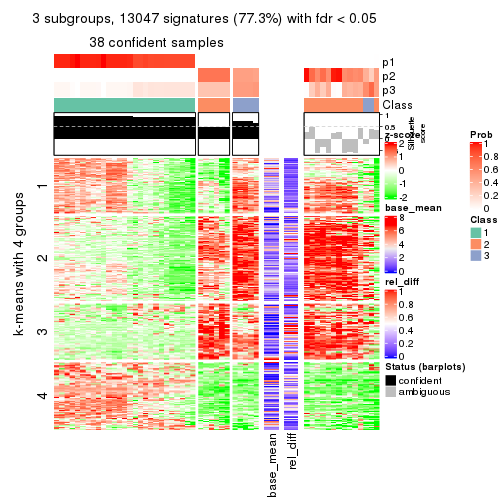 3 subgroups, 13047 signatures (77.3%) with fdr < 0.05
38 confident samples
p1
p2
p3
Class
1
0.5
0
Silhouette
score
k-means with 4 groups
1
2
3
4
base_mean
rel_diff
z-score
2
1
0
-1
-2
base_mean
8
6
4
2
0
rel_diff
1
0.8
0.6
0.4
0.2
0
Status (barplots)
confident
ambiguous
Prob
1
0.8
0.6
0.4
0.2
0
Class
1
2
3